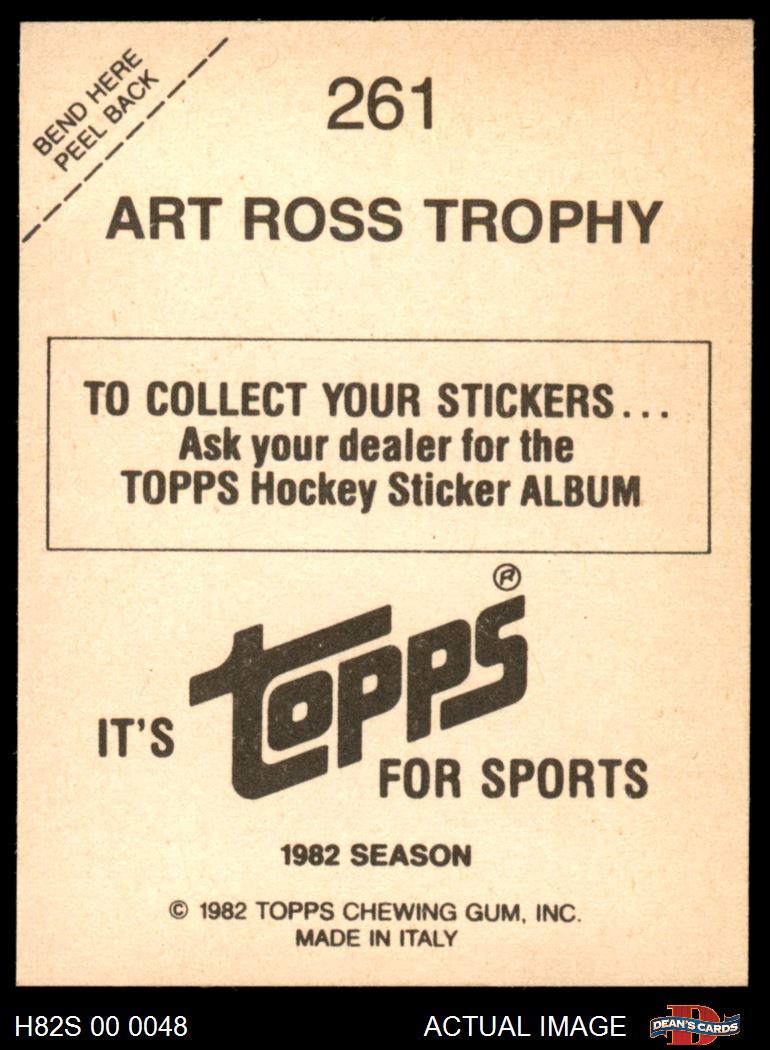 BEND HERE
PEEL BACK
261
ART ROSS TROPHY
TO COLLECT YOUR STICKERS...
Ask your dealer for the
TOPPS Hockey Sticker ALBUM
IT'S topps® FOR SPORTS
1982 SEASON
© 1982 TOPPS CHEWING GUM, INC.
MADE IN ITALY
H82S 00 0048
ACTUAL IMAGE
D
DEAN'S CARDS